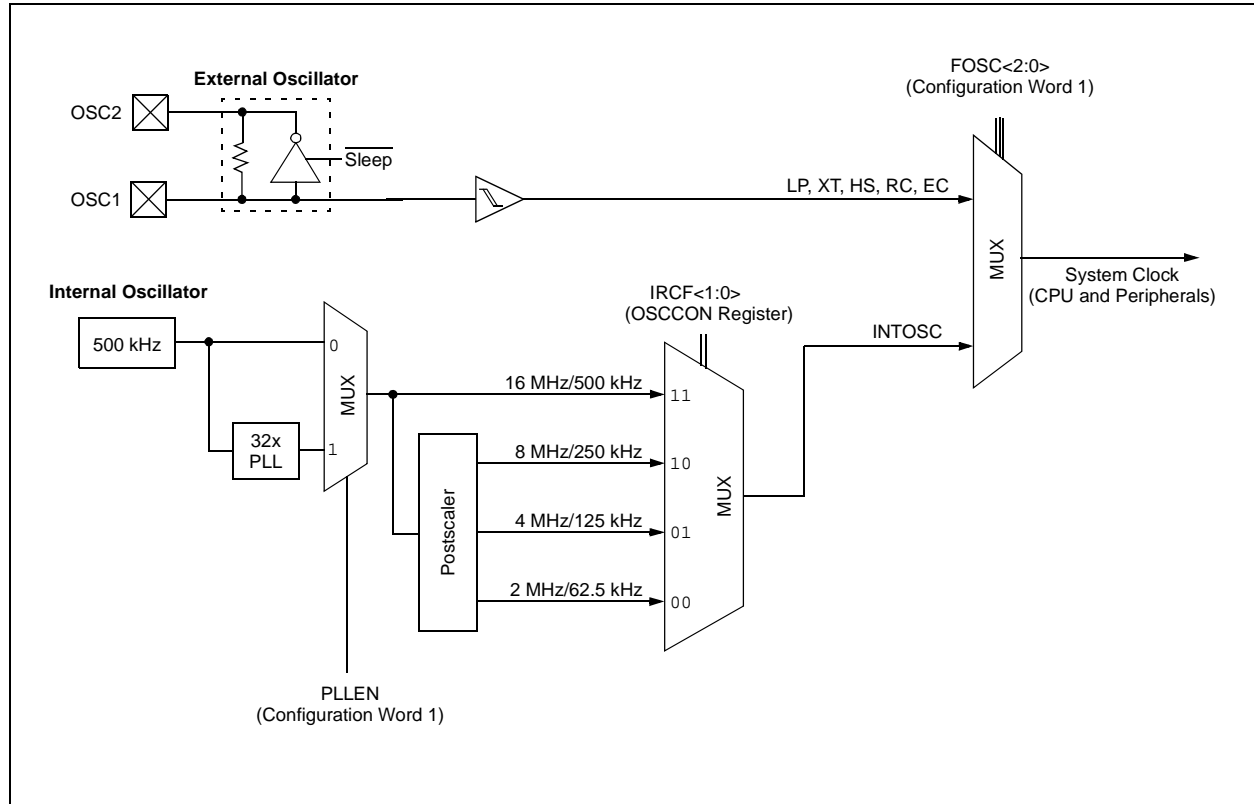 FOSC<2:0>
(Configuration Word 1)
External Oscillator
OSC2
Sleep
OSC1
LP, XT, HS, RC, EC
MUX
System Clock
(CPU and Peripherals)
Internal Oscillator
IRCF<1:0>
(OSCCON Register)
INTOSC
500 kHz
0
MUX
16 MHz/500 kHz
11
32x
PLL
1
8 MHz/250 kHz
10
MUX
Postscaler
4 MHz/125 kHz
01
2 MHz/62.5 kHz
00
PLLEN
(Configuration Word 1)